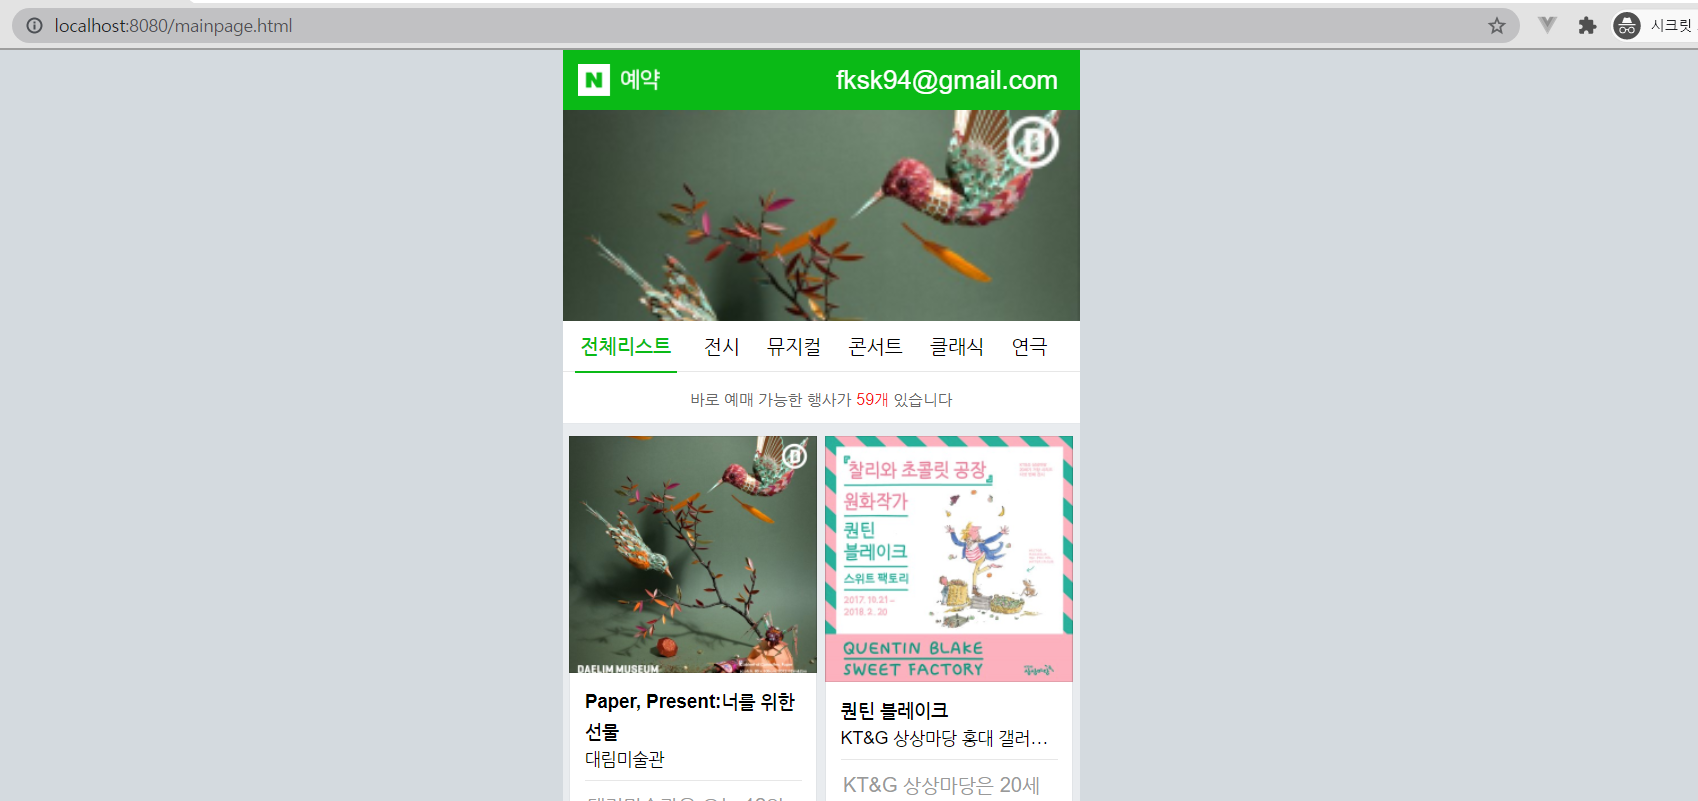 localhost:8080/mainpage.html
시크릿
N 예약
fksk94@gmail.com
전체리스트 전시 뮤지컬 콘서트 클래식 연극
바로 예매 가능한 행사가 59개 있습니다
DAELIM MUSEUM
Paper, Present:너를 위한
선물
대림미술관
찰리와 초콜릿 공장
원화작가
퀀틴
블레이크
스위트 팩토리
2017. 10.21 -
2018. 2. 20
QUENTIN BLAKE
SWEET FACTORY
퀀틴 블레이크
KT&G 상상마당 홍대 갤러...
KT&G 상상마당은 20세